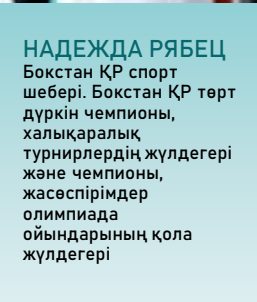 НАДЕЖДА РЯБЕЦ
Бокстан ҚР спорт
шебері. Бокстан ҚР төрт
дүркін чемпионы,
халықаралық
турнирлердің жүлдегері
және чемпионы,
жасөспірімдер
олимпиада
ойындарының қола
жүлдегері